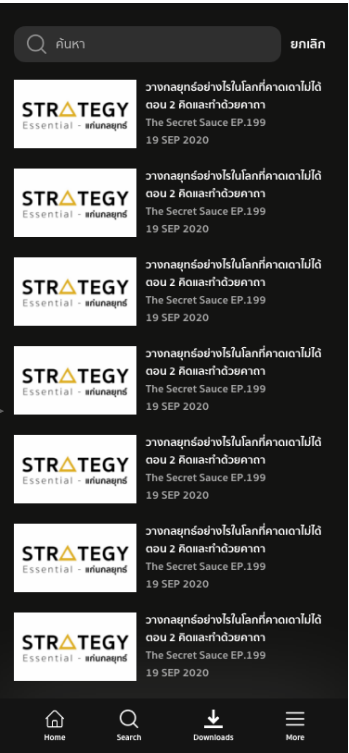 ค้นหา
ยกเลิก
STRATEGY
Essential - แก่นกลยุทธ์
วางกลยุทธ์อย่างไรในโลกที่คาดเดาไม่ได้
ตอน 2 คิดและทำด้วยคาถา
The Secret Sauce EP.199
19 SEP 2020
STRATEGY
Essential - แก่นกลยุทธ์
วางกลยุทธ์อย่างไรในโลกที่คาดเดาไม่ได้
ตอน 2 คิดและทำด้วยคาถา
The Secret Sauce EP.199
19 SEP 2020
STRATEGY
Essential - แก่นกลยุทธ์
วางกลยุทธ์อย่างไรในโลกที่คาดเดาไม่ได้
ตอน 2 คิดและทำด้วยคาถา
The Secret Sauce EP.199
19 SEP 2020
STRATEGY
Essential - แก่นกลยุทธ์
วางกลยุทธ์อย่างไรในโลกที่คาดเดาไม่ได้
ตอน 2 คิดและทำด้วยคาถา
The Secret Sauce EP.199
19 SEP 2020
STRATEGY
Essential - แก่นกลยุทธ์
วางกลยุทธ์อย่างไรในโลกที่คาดเดาไม่ได้
ตอน 2 คิดและทำด้วยคาถา
The Secret Sauce EP.199
19 SEP 2020
STRATEGY
Essential - แก่นกลยุทธ์
วางกลยุทธ์อย่างไรในโลกที่คาดเดาไม่ได้
ตอน 2 คิดและทำด้วยคาถา
The Secret Sauce EP.199
19 SEP 2020
STRATEGY
Essential - แก่นกลยุทธ์
วางกลยุทธ์อย่างไรในโลกที่คาดเดาไม่ได้
ตอน 2 คิดและทำด้วยคาถา
The Secret Sauce EP.199
19 SEP 2020
Home
Search
Downloads
More